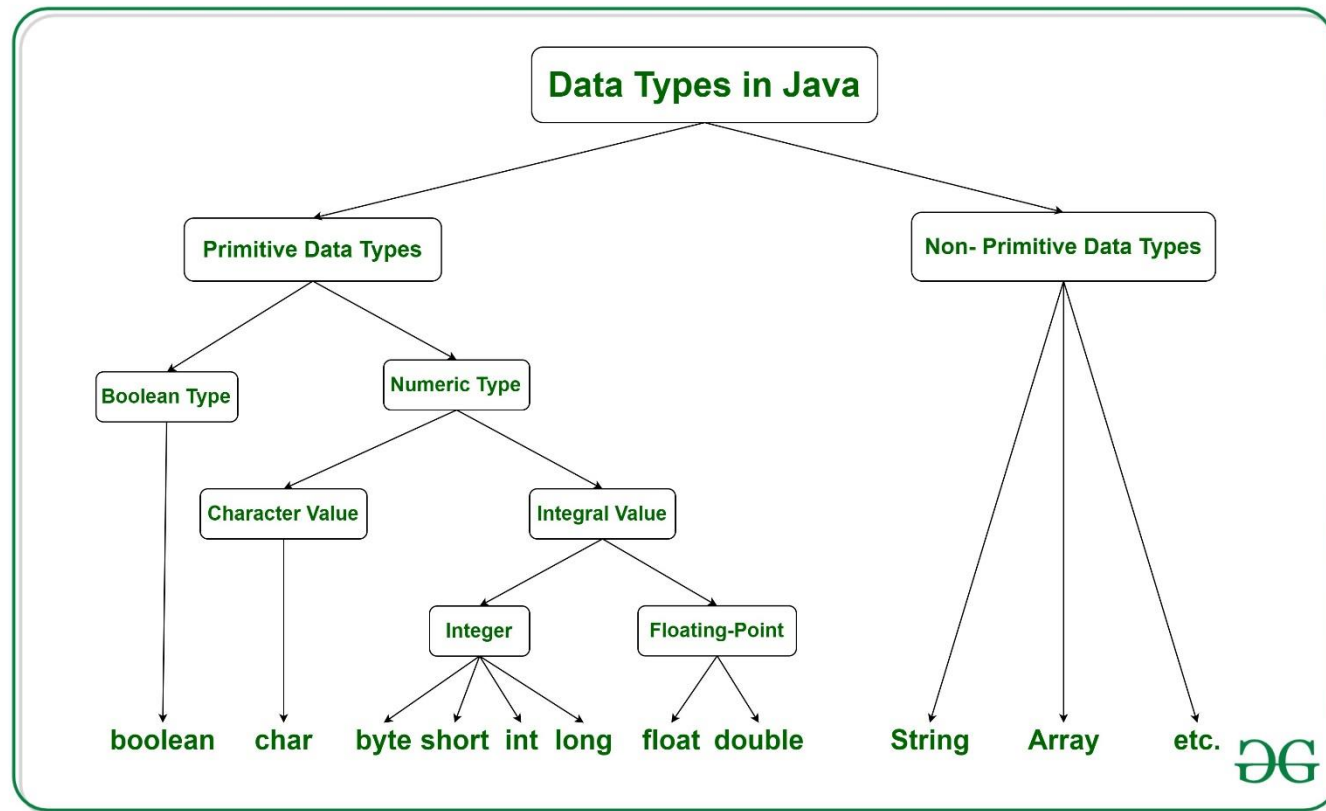 Data Types in Java
Primitive Data Types
Non- Primitive Data Types
Boolean Type
Numeric Type
Character Value
Integral Value
Integer
Floating-Point
boolean
char
byte
short
int
long
float
double
String
Array
etc.